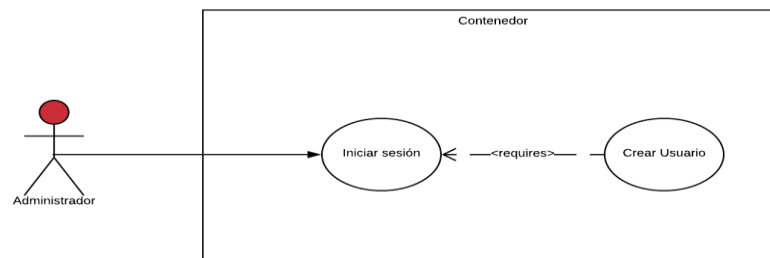 Contenedor
Iniciar sesión
<requires>
Crear Usuario
Administrador